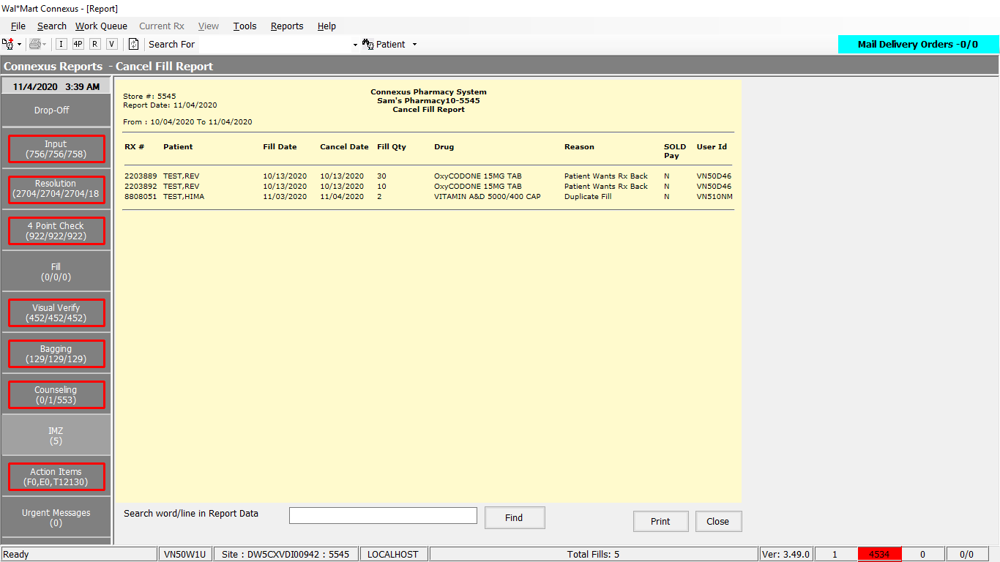 Wal*Mart Connexus - [Report]
File Search Work Queue Current Rx View Tools Reports Help
I 4P R V Search For Patient Mail Delivery Orders -0/0
Connexus Reports - Cancel Fill Report
11/4/2020 3:39 AM
Drop-Off
Input
(756/756/758)
Resolution
(2704/2704/2704/18
4 Point Check
(922/922/922)
Fill
(0/0/0)
Visual Verify
(452/452/452)
Bagging
(129/129/129)
Counseling
(0/1/553)
IMZ
(5)
Action Items
(F0,E0,T12130)
Urgent Messages
(0)
Connexus Pharmacy System
Store #: 5545 Sam's Pharmacy10-5545
Report Date: 11/04/2020 Cancel Fill Report
From : 10/04/2020 To 11/04/2020
RX # Patient Fill Date Cancel Date Fill Qty Drug Reason SOLD User Id
Pay
2203889 TEST,REV 10/13/2020 10/13/2020 30 OxyCODONE 15MG TAB Patient Wants Rx Back N VN50D46
2203892 TEST,REV 10/13/2020 10/13/2020 10 OxyCODONE 15MG TAB Patient Wants Rx Back N VN50D46
8808051 TEST,HIMA 11/03/2020 11/04/2020 2 VITAMIN A&D 5000/400 CAP Duplicate Fill N VN510NM
Search word/line in Report Data Find Print Close
Ready VN50W1U Site : DW5CXVDI00942 : 5545 LOCALHOST Total Fills: 5 Ver: 3.49.0 1 4534 0 0/0